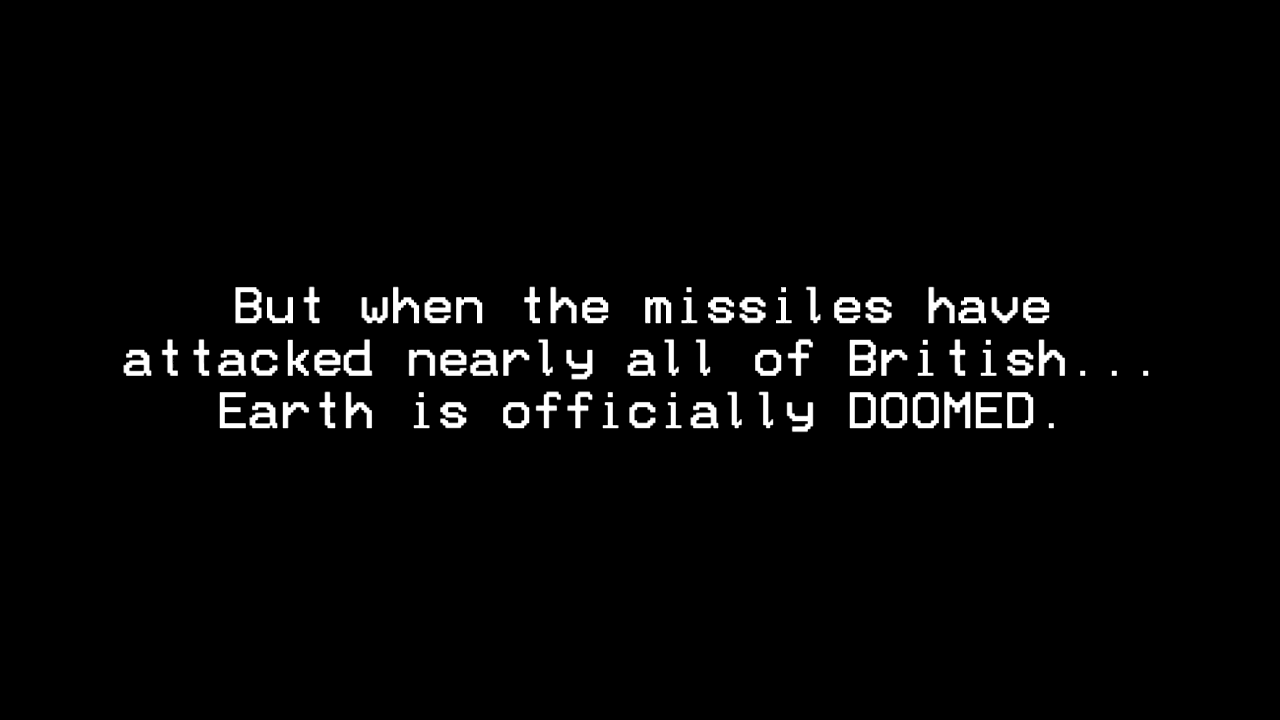 But when the missiles have
attacked nearly all of British...
Earth is officially DOOMED.